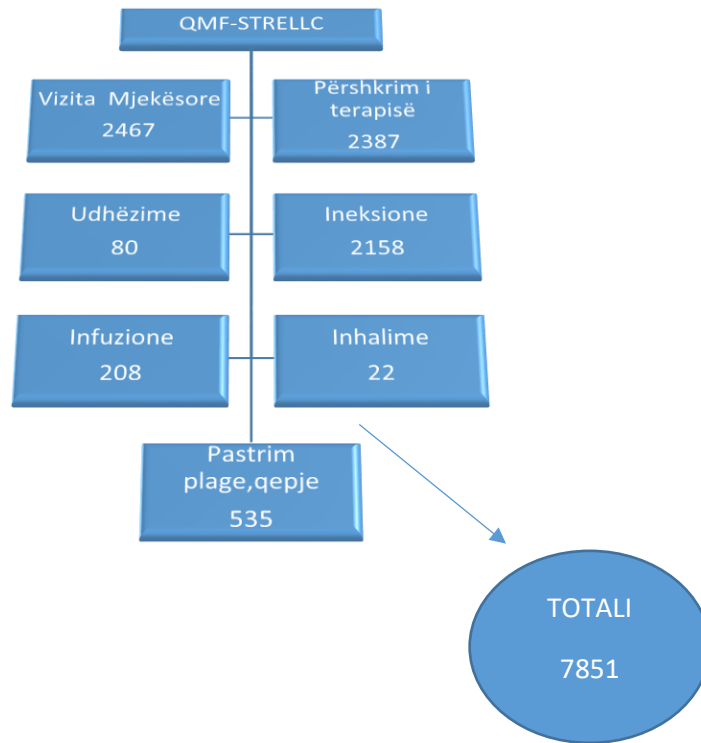 QMF-STRELLC
Vizita Mjekësore
2467
Përshkrim i
terapisë
2387
Udhëzime
80
Ineksione
2158
Infuzione
208
Inhalime
22
Pastrim
plage,qepje
535
TOTALI
7851